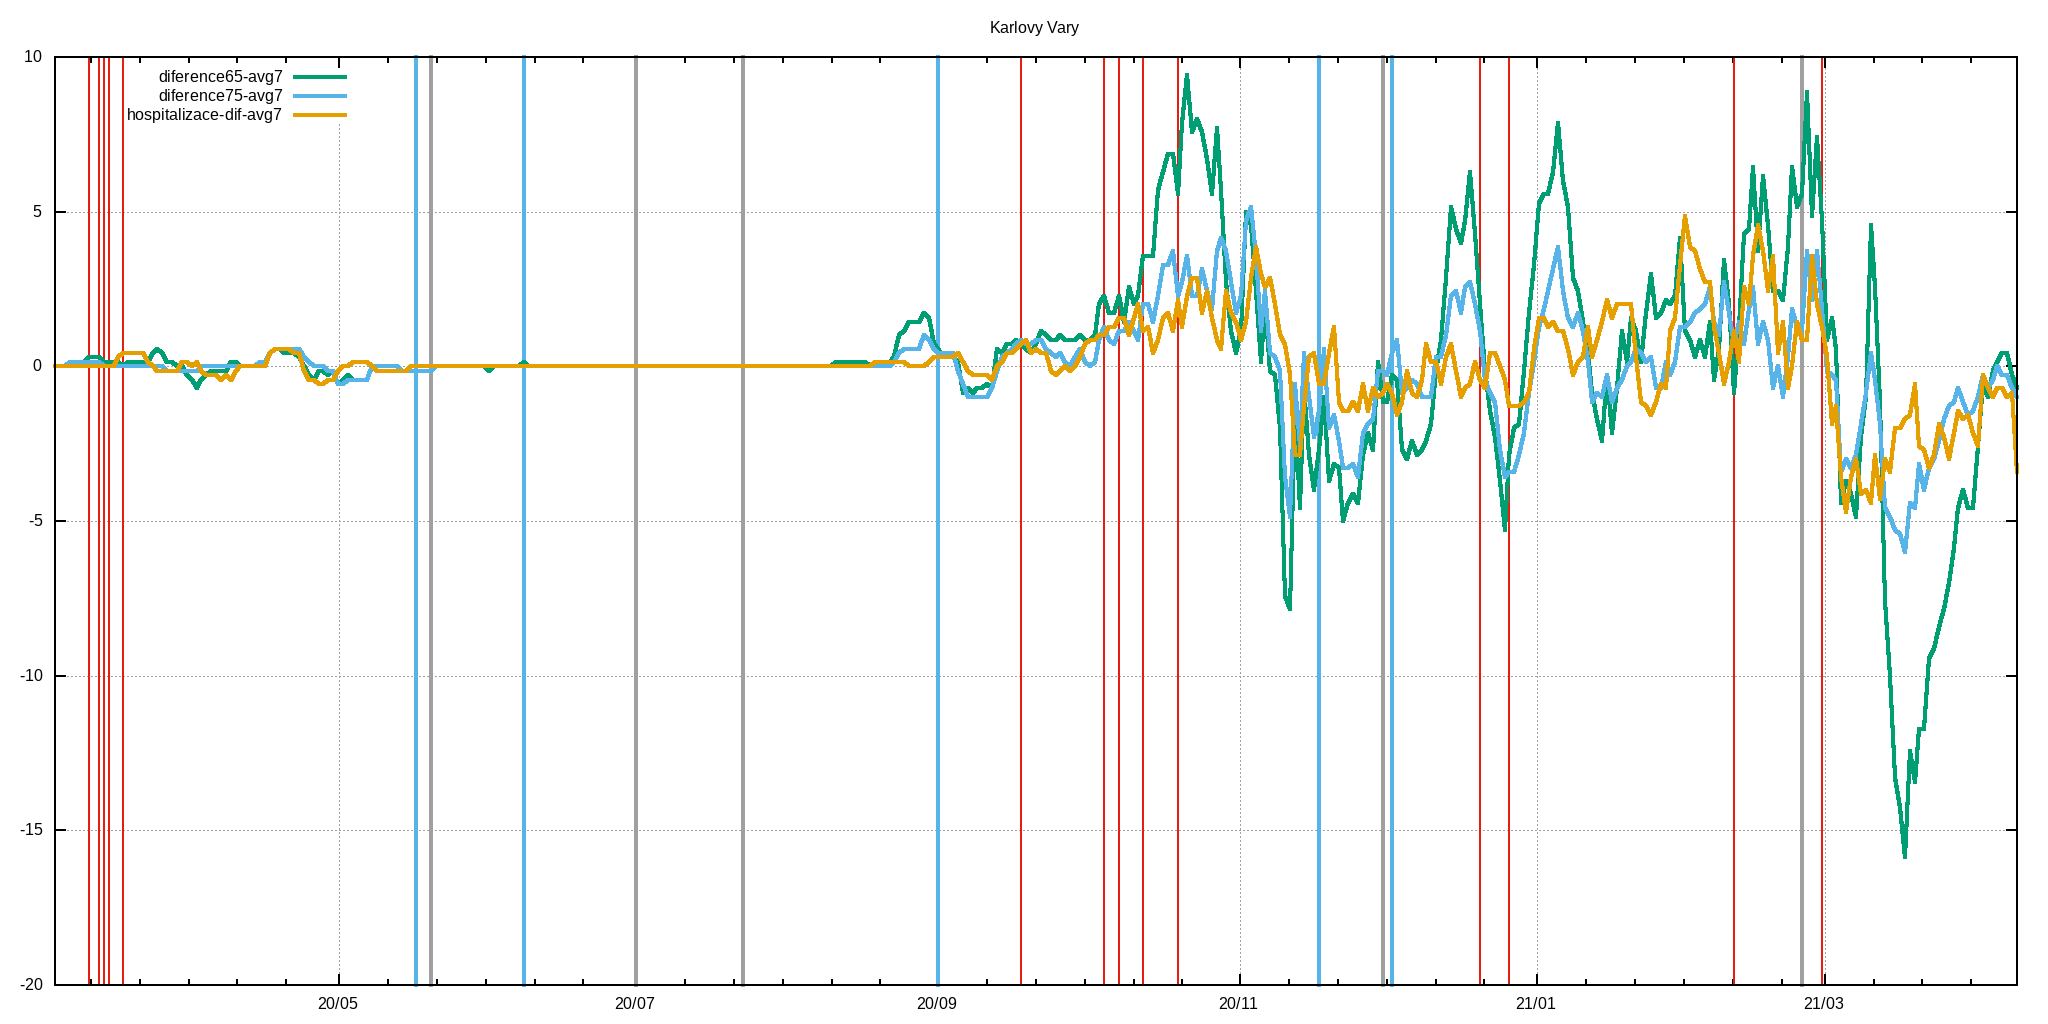 Karlovy Vary
10
diference65-avg7
diference75-avg7
hospitalizace-dif-avg7
5
0
-5
-10
-15
-20
20/05 20/07 20/09 20/11 21/01 21/03